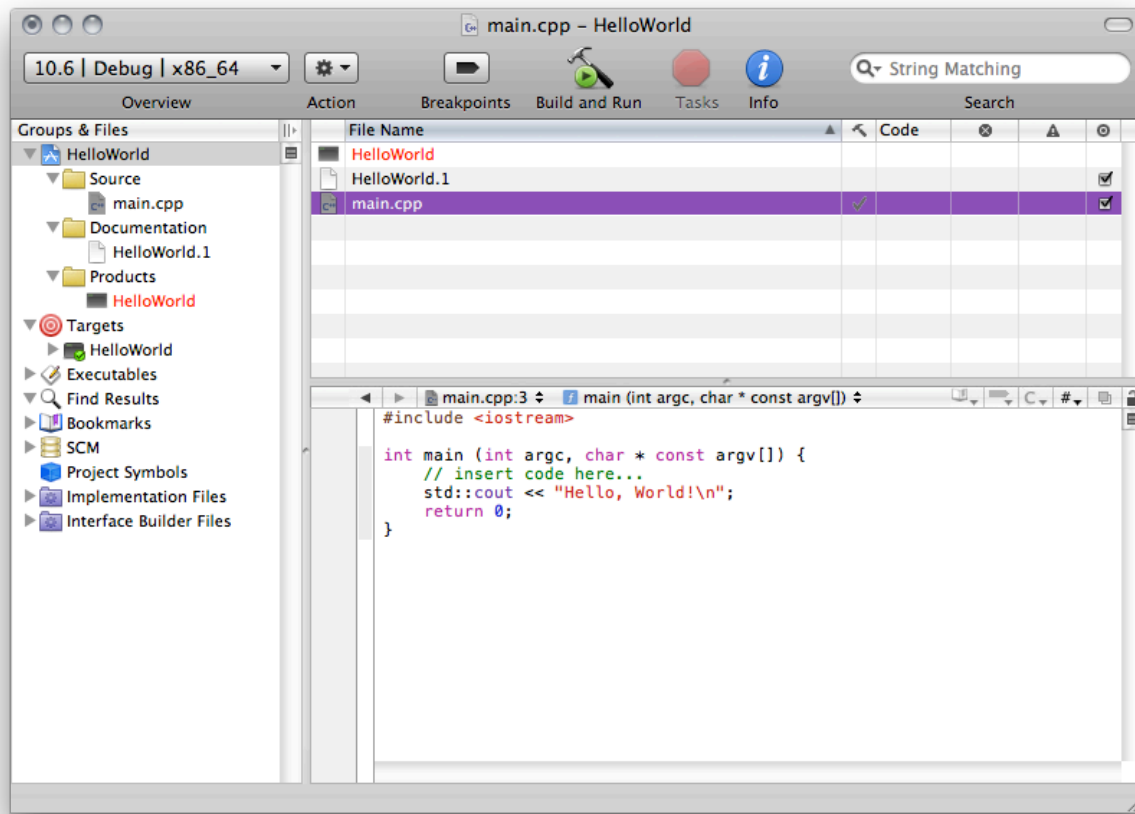 main.cpp – HelloWorld
10.6 | Debug | x86_64
String Matching
Overview Action Breakpoints Build and Run Tasks Info Search
Groups & Files
HelloWorld
Source
main.cpp
Documentation
HelloWorld.1
Products
HelloWorld
Targets
HelloWorld
Executables
Find Results
Bookmarks
SCM
Project Symbols
Implementation Files
Interface Builder Files
File Name Code
HelloWorld
HelloWorld.1
main.cpp
main.cpp:3 main (int argc, char * const argv[]) C #
#include <iostream>
int main (int argc, char * const argv[]) {
// insert code here...
std::cout << "Hello, World!\n";
return 0;
}